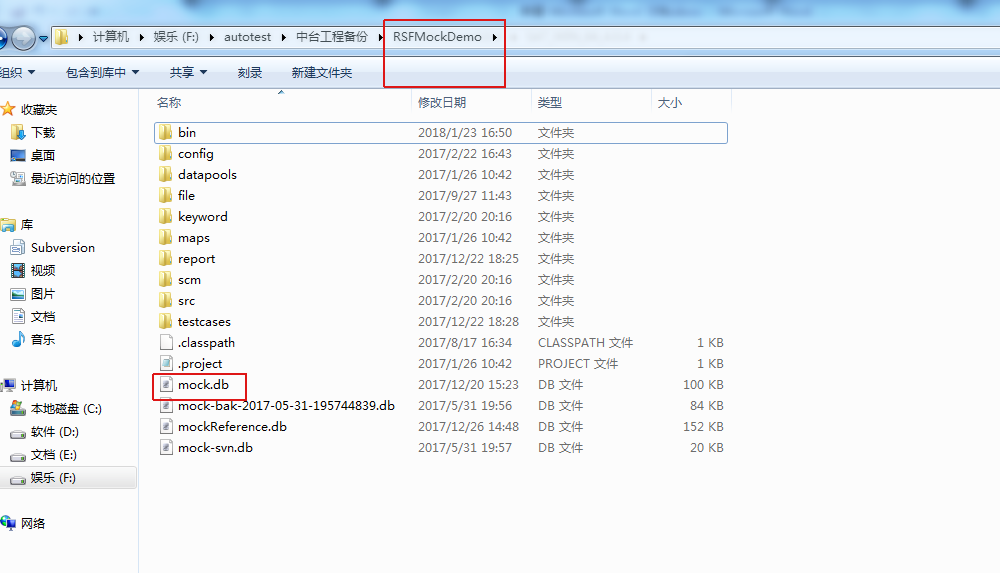 计算机 娱乐 (F:) autotest 中台工程备份 RSFMockDemo
组织 包含到库中 共享 刻录 新建文件夹
名称 修改日期 类型 大小
收藏夹
下载
桌面
最近访问的位置
库
Subversion
视频
图片
文档
音乐
计算机
本地磁盘 (C:)
软件 (D:)
文档 (E:)
娱乐 (F:)
网络
bin 2018/1/23 16:50 文件夹
config 2017/2/22 16:43 文件夹
datapools 2017/1/26 10:42 文件夹
file 2017/9/27 11:43 文件夹
keyword 2017/2/20 20:16 文件夹
maps 2017/1/26 10:42 文件夹
report 2017/12/22 18:25 文件夹
scm 2017/2/20 20:16 文件夹
src 2017/2/20 20:16 文件夹
testcases 2017/12/22 18:28 文件夹
.classpath 2017/8/17 16:34 CLASSPATH 文件 1 KB
.project 2017/1/26 10:42 PROJECT 文件 1 KB
mock.db 2017/12/20 15:23 DB 文件 100 KB
mock-bak-2017-05-31-195744839.db 2017/5/31 19:56 DB 文件 84 KB
mockReference.db 2017/12/26 14:48 DB 文件 152 KB
mock-svn.db 2017/5/31 19:57 DB 文件 20 KB